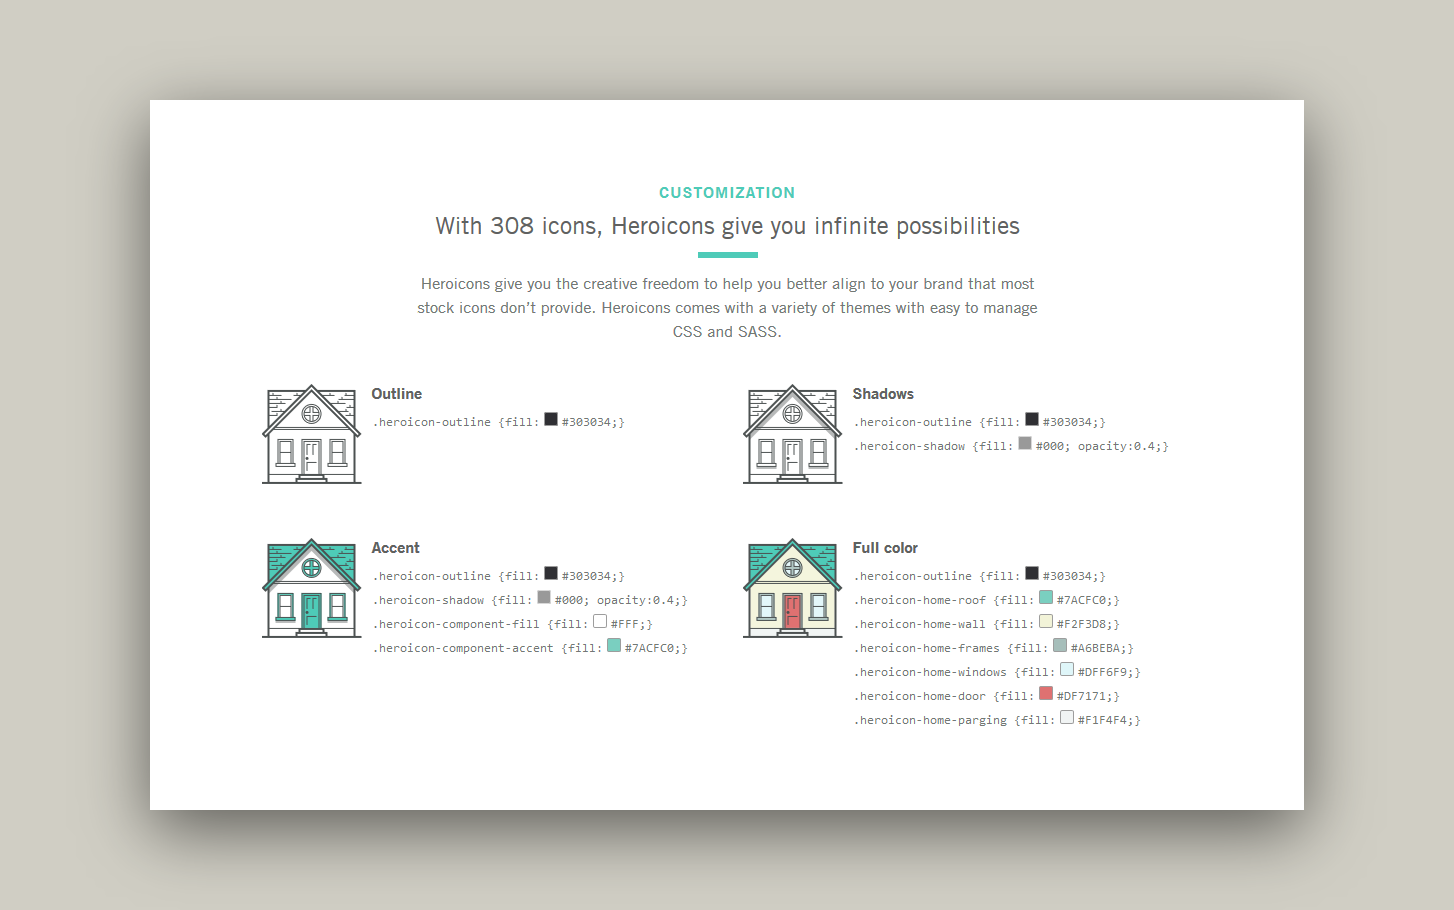 CUSTOMIZATION
With 308 icons, Heroicons give you infinite possibilities
Heroicons give you the creative freedom to help you better align to your brand that most
stock icons don't provide. Heroicons comes with a variety of themes with easy to manage
CSS and SASS.
Outline
.heroicon-outline {fill: #303034;}
Shadows
.heroicon-outline {fill: #303034;}
.heroicon-shadow {fill: #000; opacity:0.4;}
Accent
.heroicon-outline {fill: #303034;}
.heroicon-shadow {fill: #000; opacity:0.4;}
.heroicon-component-fill {fill: #FFF;}
.heroicon-component-accent {fill: #7ACFC0;}
Full color
.heroicon-outline {fill: #303034;}
.heroicon-home-roof {fill: #7ACFC0;}
.heroicon-home-wall {fill: #F2F3D8;}
.heroicon-home-frames {fill: #A6BEBA;}
.heroicon-home-windows {fill: #DFF6F9;}
.heroicon-home-door {fill: #DF7171;}
.heroicon-home-parging {fill: #F1F4F4;}